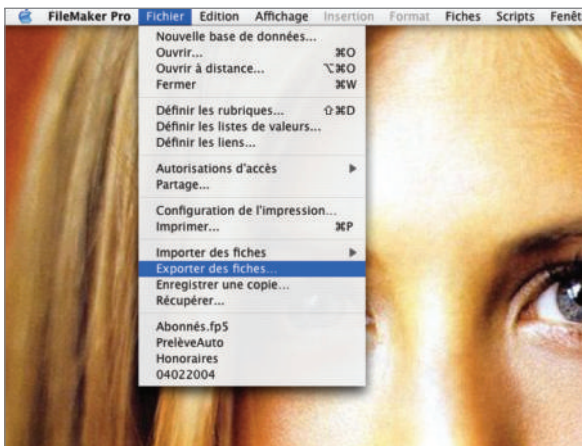 FileMaker Pro Fichier Edition Affichage Insertion Format Fiches Scripts Fenêt
Nouvelle base de données...
Ouvrir... ⌘O
Ouvrir à distance... ⌥⌘O
Fermer ⌘W
Définir les rubriques... ⇧⌘D
Définir les listes de valeurs...
Définir les liens...
Autorisations d'accès
Partage...
Configuration de l'impression...
Imprimer... ⌘P
Importer des fiches
Exporter des fiches...
Enregistrer une copie...
Récupérer...
Abonnés.fp5
PrelèveAuto
Honoraires
04022004